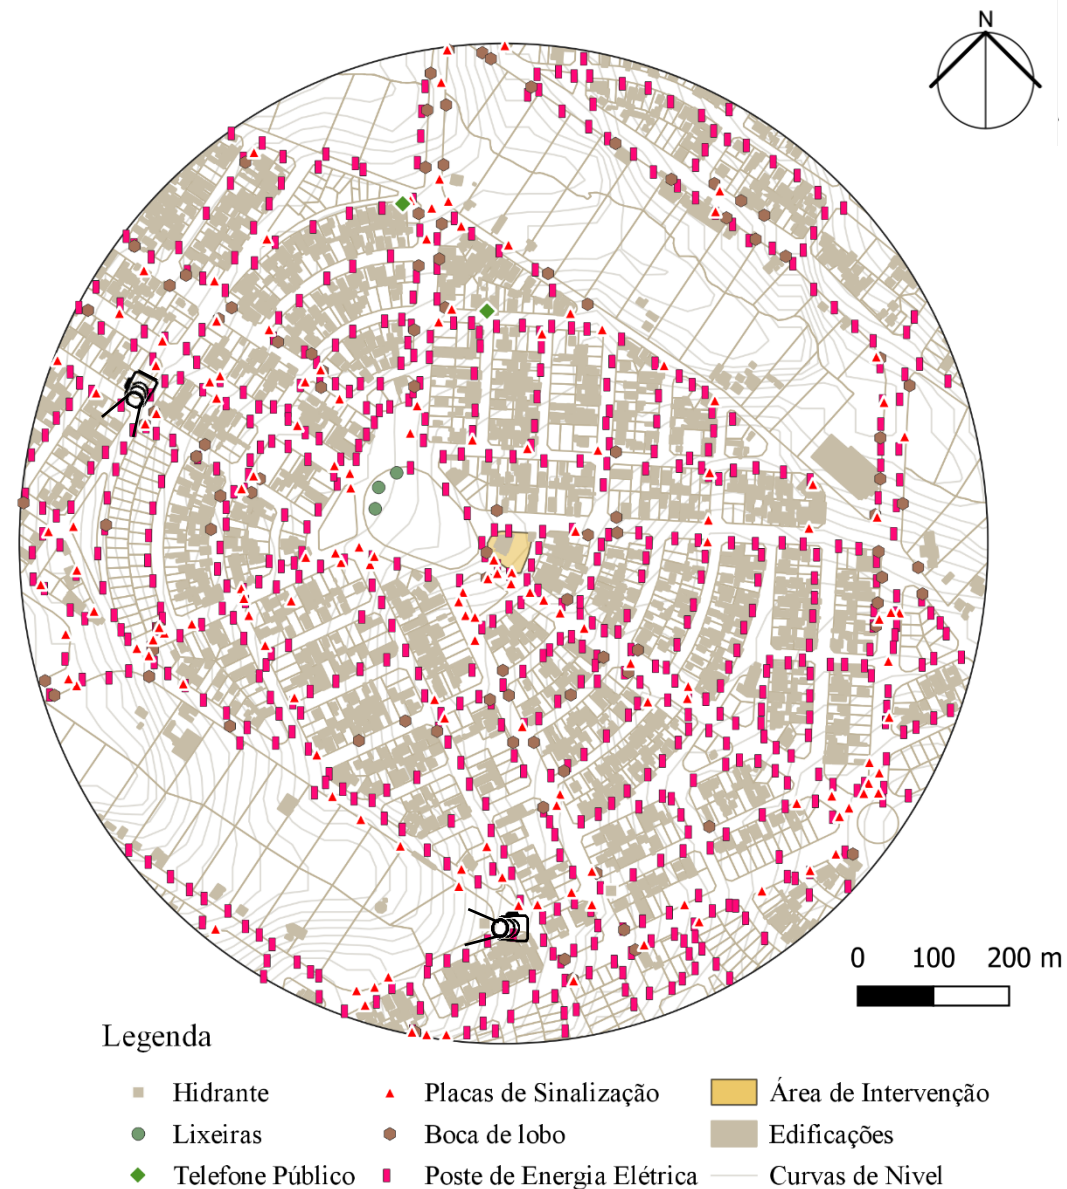 N
0 100 200 m
Legenda
Hidrante
Placas de Sinalização
Área de Intervenção
Lixeiras
Boca de lobo
Edificações
Telefone Público
Poste de Energia Elétrica
Curvas de Nivel